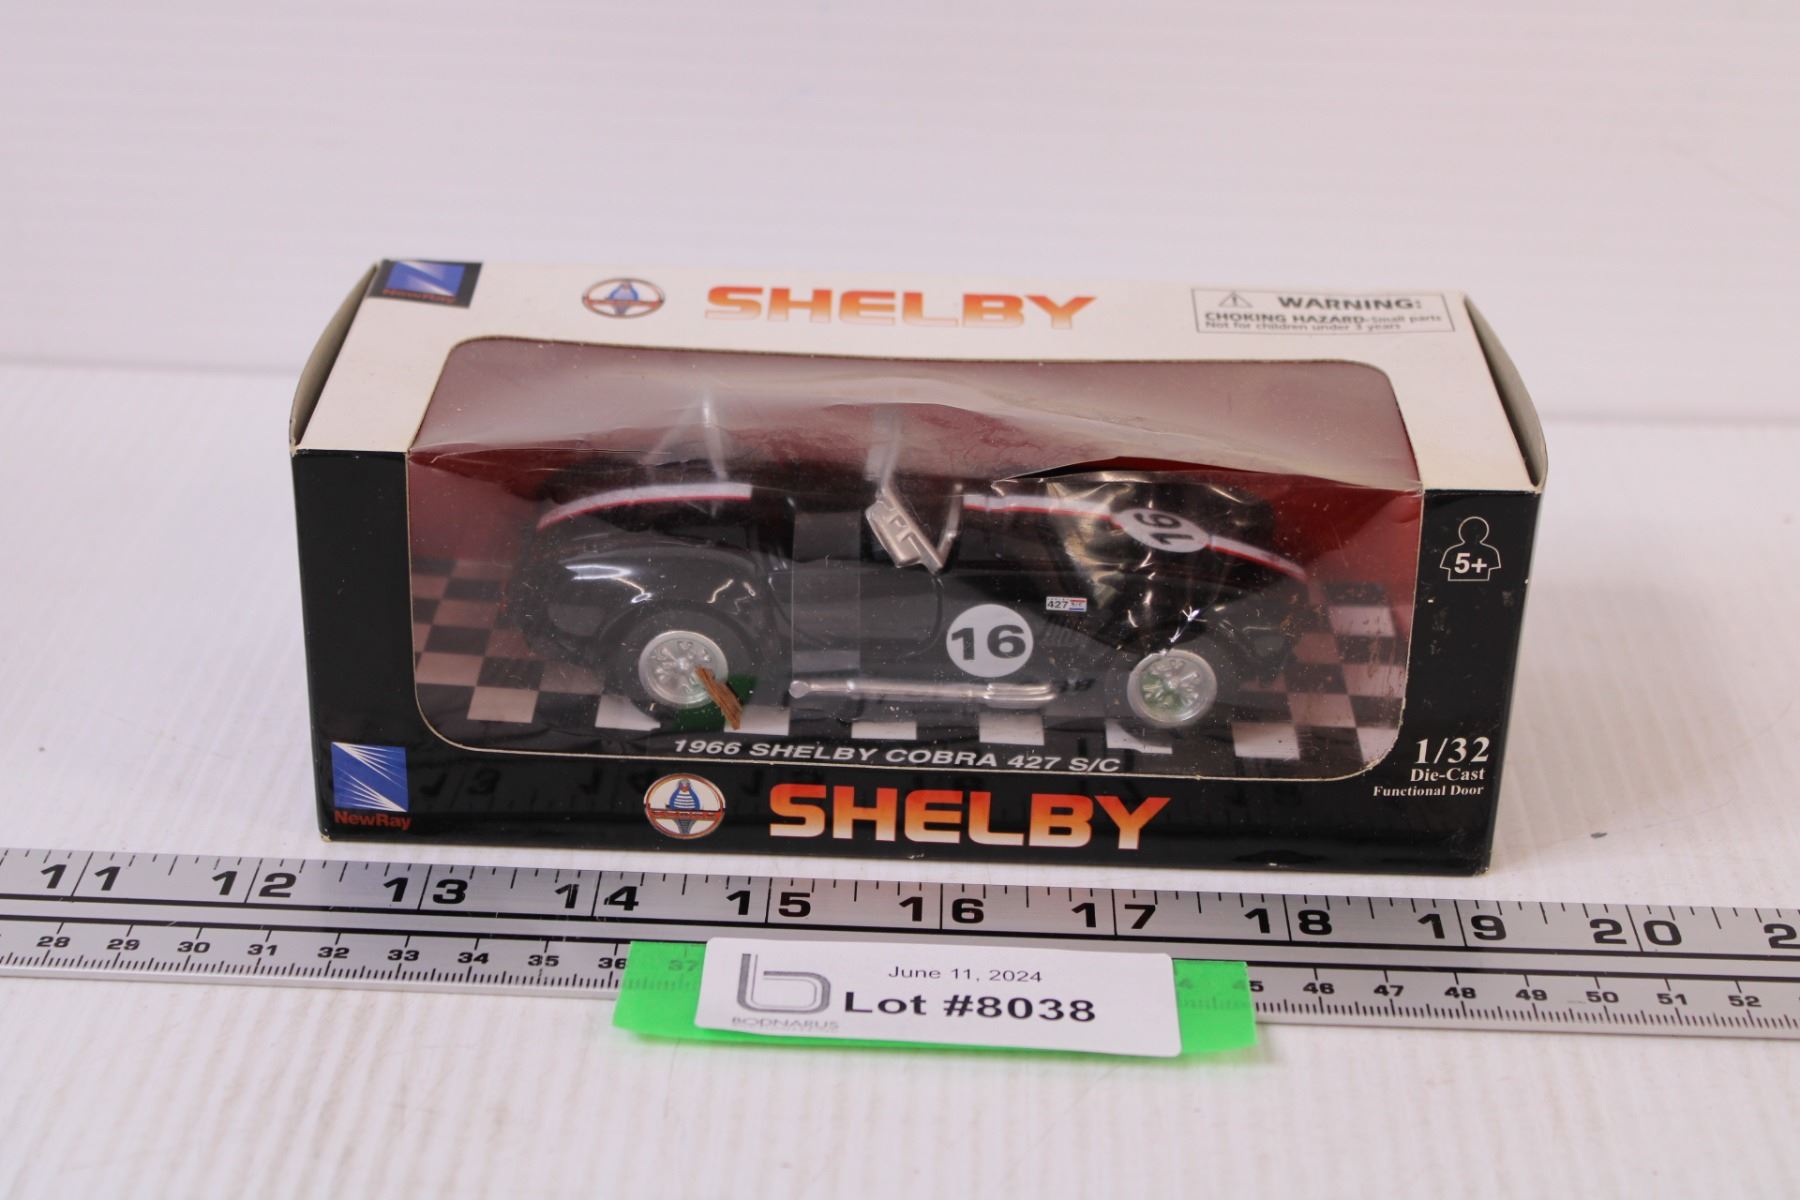 NewRay
SHELBY
WARNING:
CHOKING HAZARD-Small parts
Not for children under 3 years
16
427 S/C
16
5+
1966 SHELBY COBRA 427 S/C
1/32
Die-Cast
Functional Door
NewRay
SHELBY
11 12 13 14 15 16 17 18 19 20 2
28 29 30 31 32 33 34 35 36 37 45 46 47 48 49 50 51 52
June 11, 2024
Lot #8038
BODNARUS